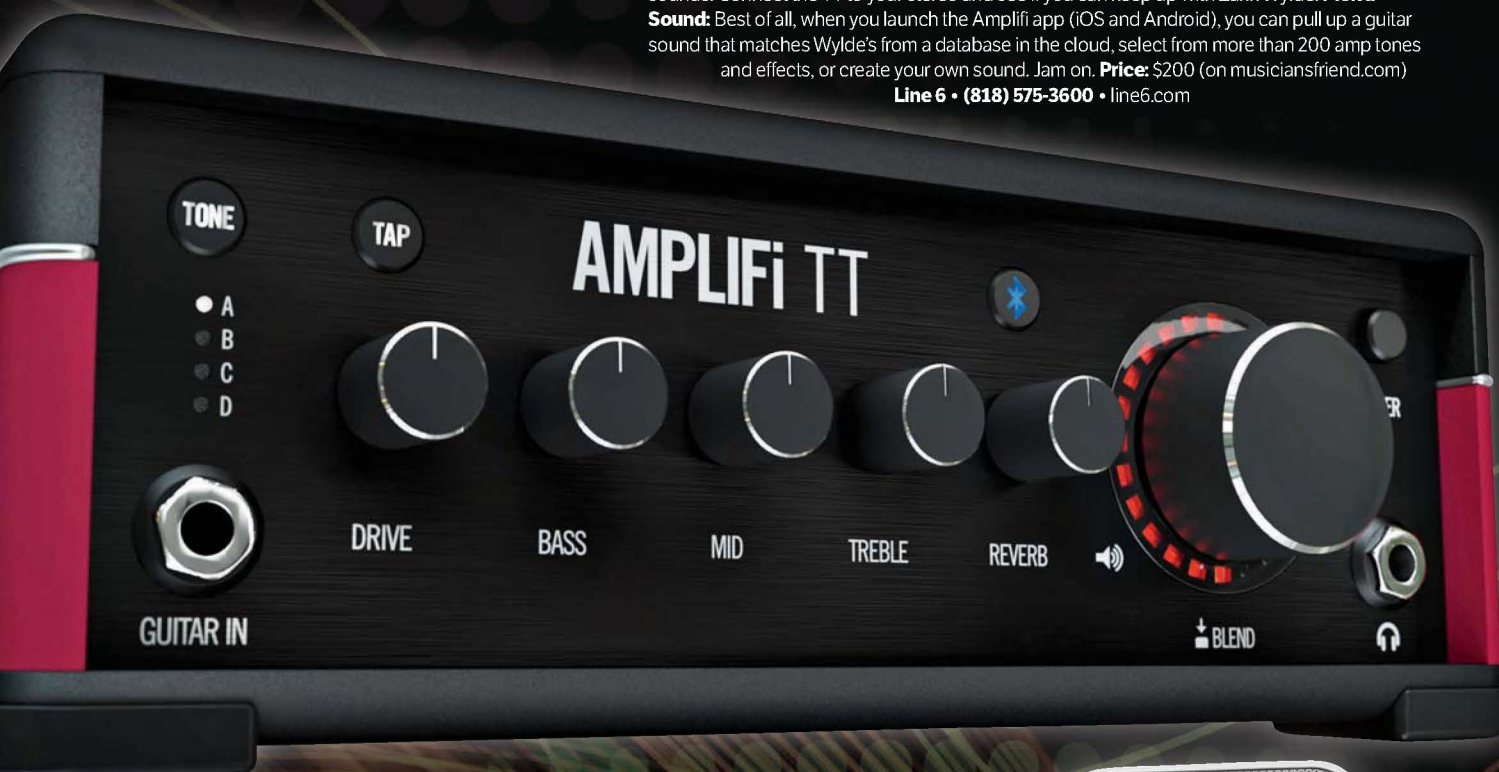 Sound: Best of all, when you launch the Amplifi app (iOS and Android), you can pull up a guitar
sound that matches Wylde's from a database in the cloud, select from more than 200 amp tones
and effects, or create your own sound. Jam on. Price: $200 (on musiciansfriend.com)
Line 6 • (818) 575-3600 • line6.com
TONE
TAP
AMPLIFi TT
A
B
C
D
DRIVE
BASS
MID
TREBLE
REVERB
GUITAR IN
BLEND